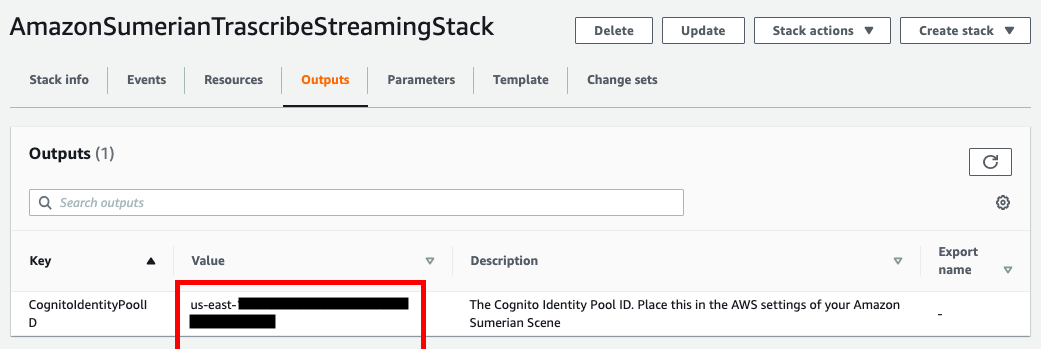 AmazonSumerianTrascribeStreamingStack
Delete
Update
Stack actions
Create stack
Stack info
Events
Resources
Outputs
Parameters
Template
Change sets
Outputs (1)
Search outputs
Key
Value
Description
Export
name
CognitoIdentityPoolI
D
us-east-
The Cognito Identity Pool ID. Place this in the AWS settings of your Amazon
Sumerian Scene
-